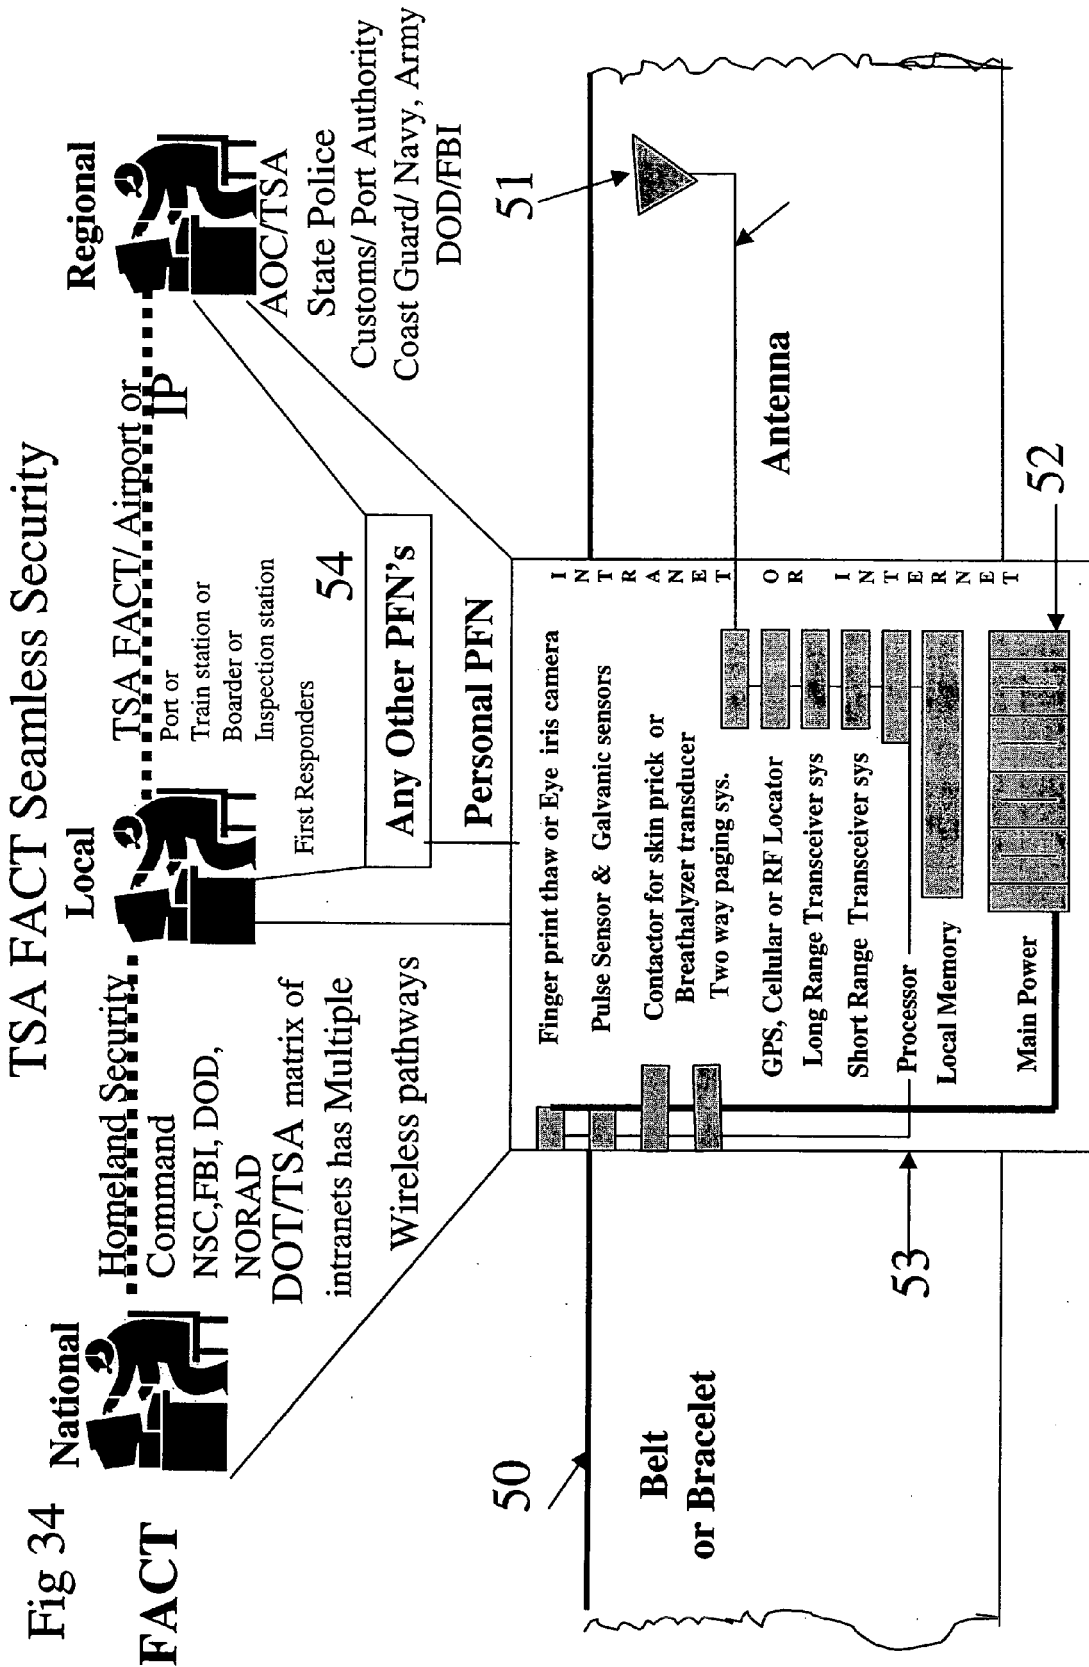 Fig 34
TSA FACT Seamless Security
FACT
National
Homeland Security
Command
NSC,FBI, DOD,
NORAD
DOT/TSA matrix of
intranets has Multiple
Wireless pathways
Local
TSA FACT/ Airport or
Port or
Train station or
Boarder or
Inspection station
First Responders
IP
Regional
AOC/TSA
State Police
Customs/ Port Authority
Coast Guard/ Navy, Army
DOD/FBI
54
Any Other PFN's
Personal PFN
50
Belt
or Bracelet
53
Finger print thaw or Eye iris camera
Pulse Sensor & Galvanic sensors
Contactor for skin prick or
Breathalyzer transducer
Two way paging sys.
GPS, Cellular or RF Locator
Long Range Transceiver sys
Short Range Transceiver sys
Processor
Local Memory
Main Power
INTRANET OR INTERNET
51
Antenna
52